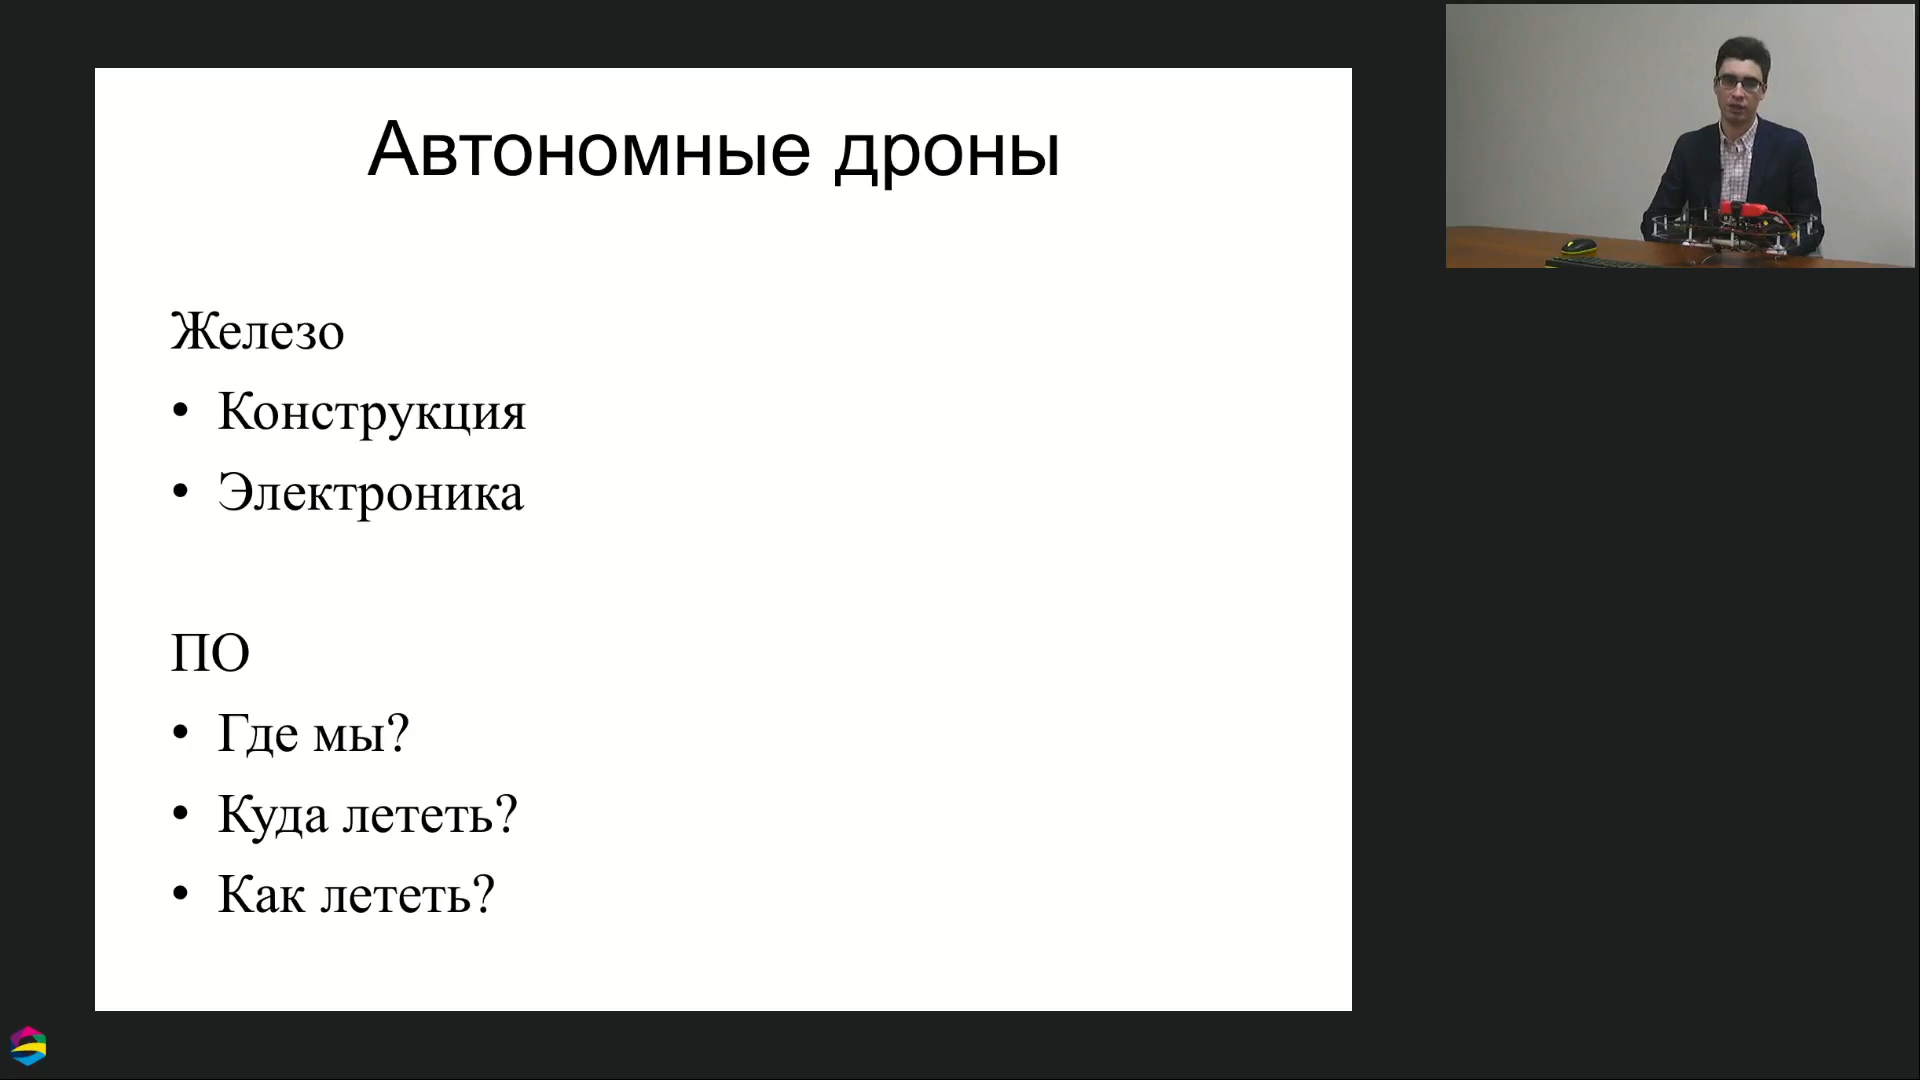 Автономные дроны
Железо
• Конструкция
• Электроника
ПО
• Где мы?
• Куда лететь?
• Как лететь?